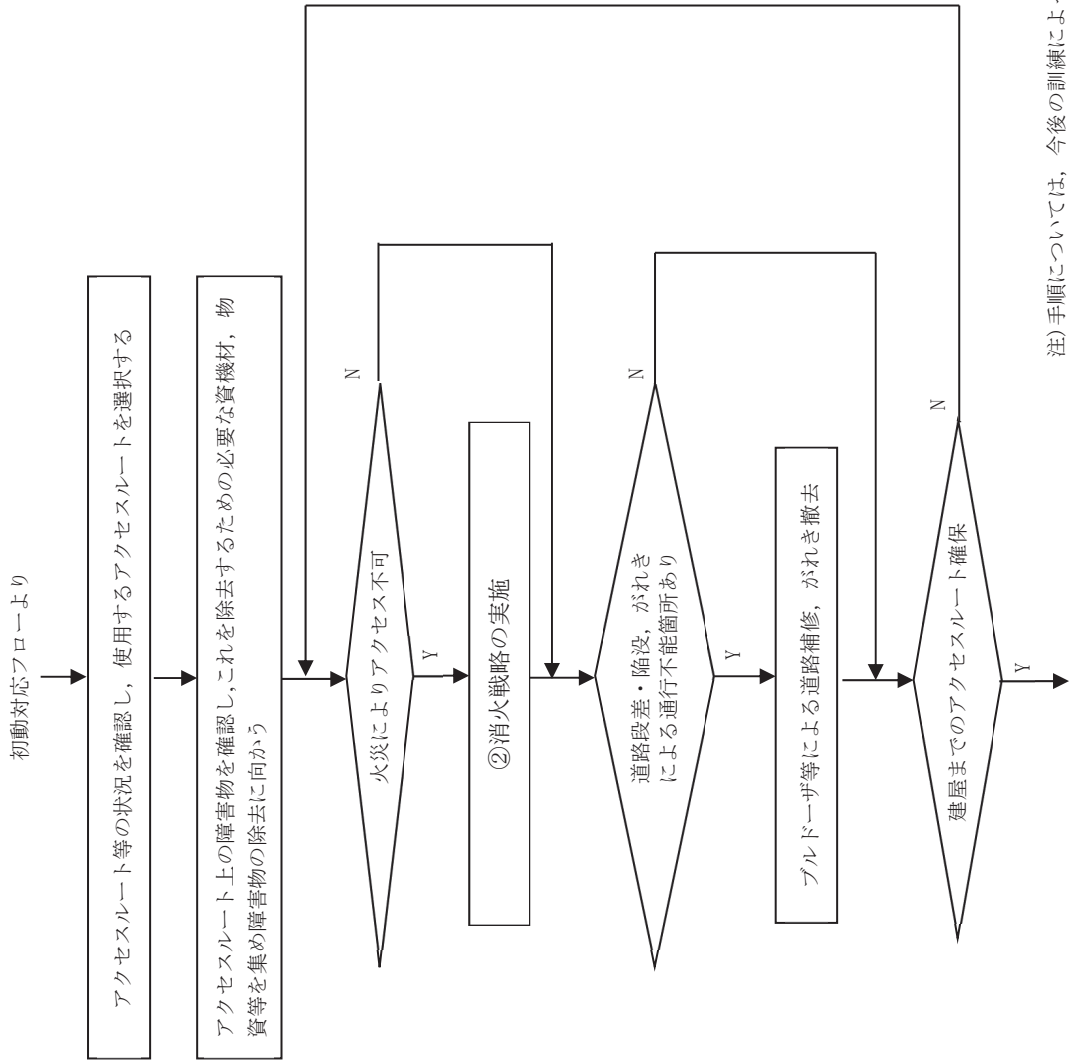 初動対応フローより
アクセスルート等の状況を確認し，使用するアクセスルートを選択する
アクセスルート上の障害物を確認し，これを除去するための必要な資機材，物
資等を集め障害物の除去に向かう
火災によりアクセス不可
N
Y
②消火戦略の実施
道路段差・陥没，がれき
による通行不能箇所あり
N
Y
ブルドーザ等による道路補修，がれき撤去
建屋までのアクセスルート確保
N
Y
注)手順については，今後の訓練によ